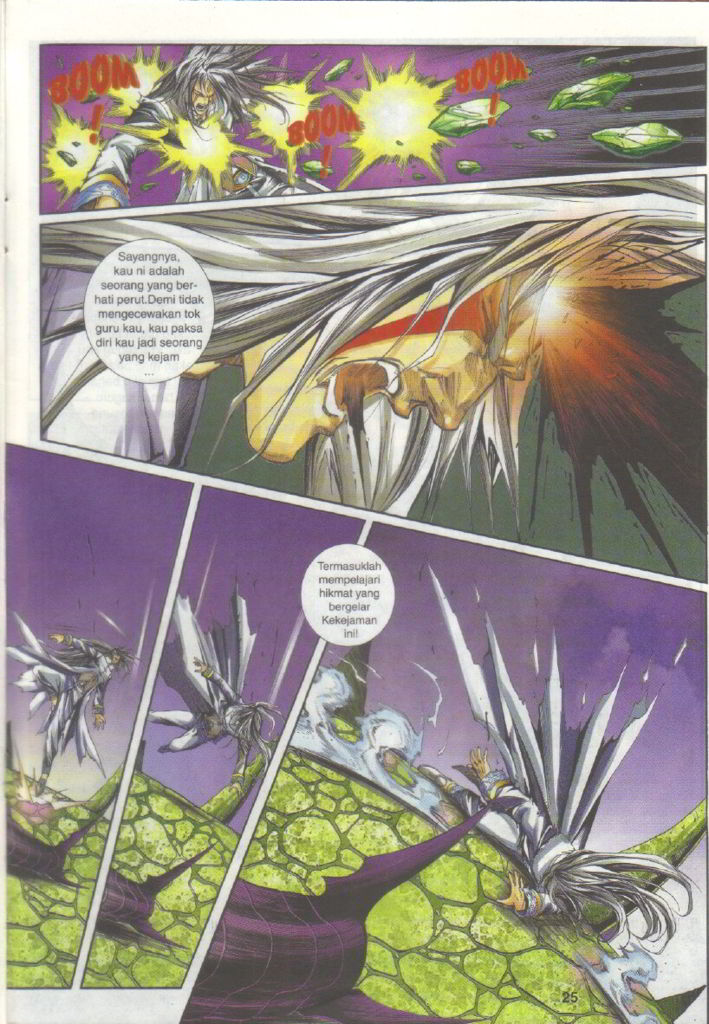 BOOM
!
BOOM
!
BOOM
!
Sayangnya,
kau ni adalah
seorang yang ber-
hati perut.Demi tidak
mengecewakan tok
guru kau, kau paksa
diri kau jadi seorang
yang kejam
...
Termasuklah
mempelajari
hikmat yang
bergelar
Kekejaman
ini!
25